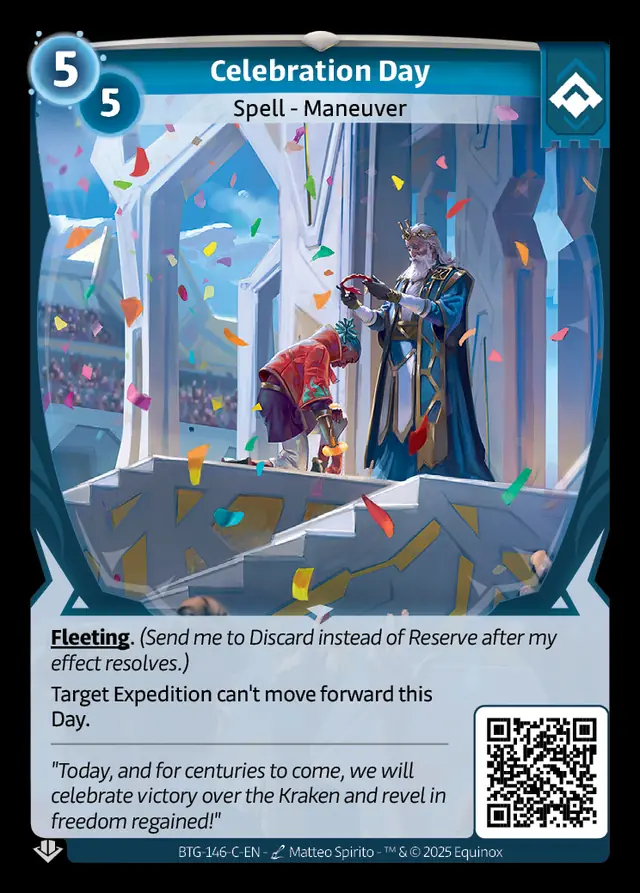 5
5
Celebration Day
Spell - Maneuver
Fleeting. (Send me to Discard instead of Reserve after my
effect resolves.)
Target Expedition can't move forward this
Day.
"Today, and for centuries to come, we will
celebrate victory over the Kraken and revel in
freedom regained!"
BTG-146-C-EN - Matteo Spirito - ™ & © 2025 Equinox